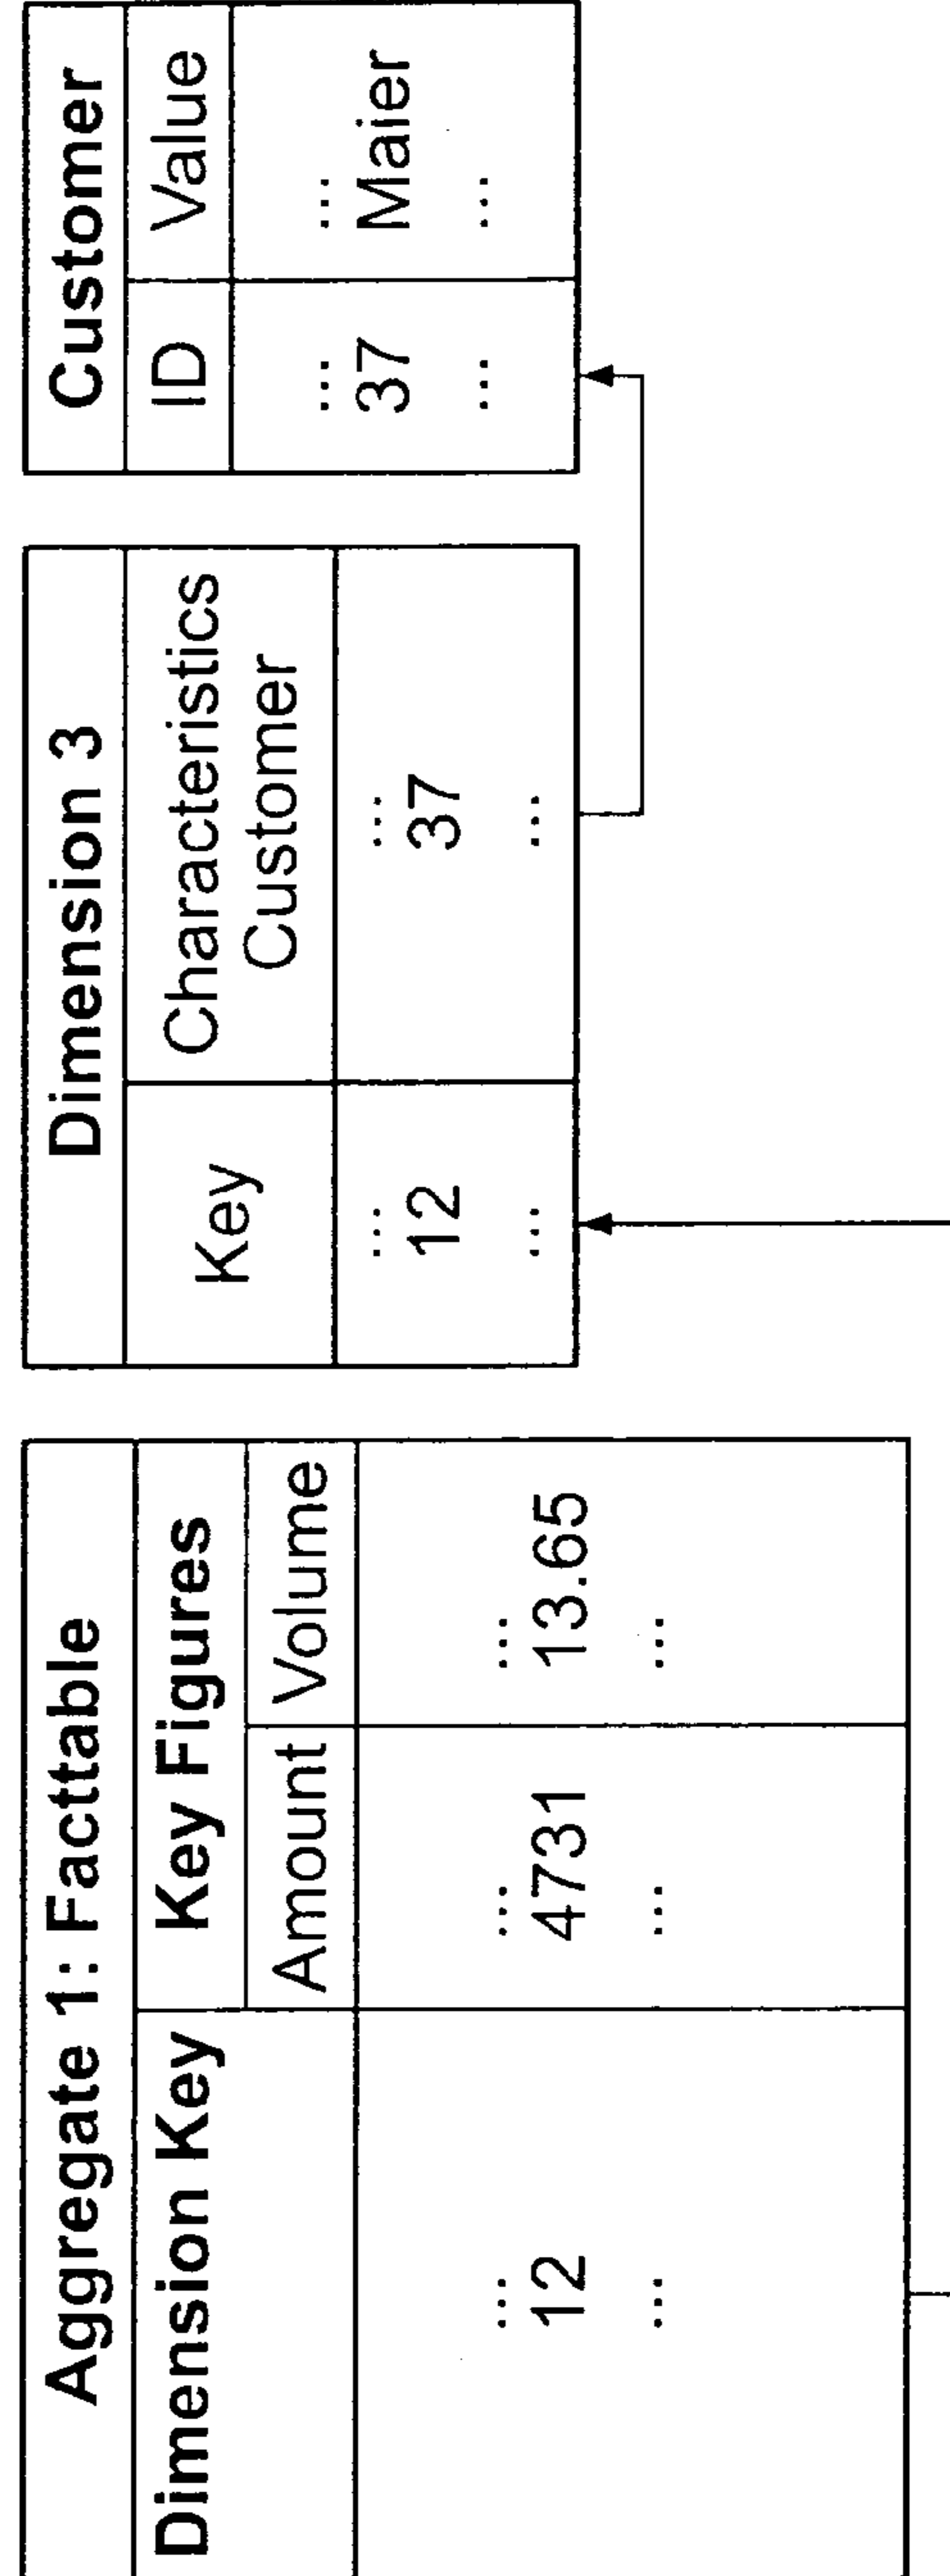 Aggregate 1: Facttable
Dimension Key
Key Figures
Amount
Volume
...
...
...
12
4731
13.65
...
...
...
Dimension 3
Key
Characteristics
Customer
...
...
12
37
...
...
Customer
ID
Value
...
...
37
Maier
...
...